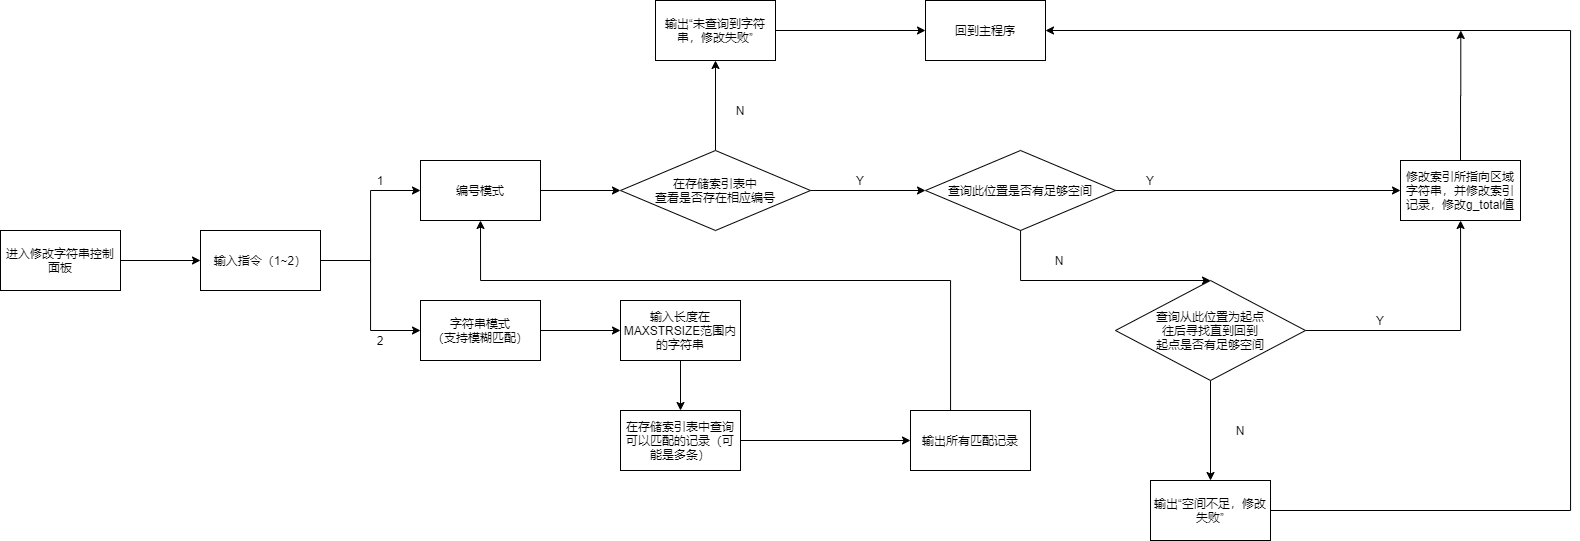 输出“未查询到字符
串，修改失败”
回到主程序
N
1
编号模式
在存储索引表中
查看是否存在相应编号
Y
查询此位置是否有足够空间
Y
修改索引所指向区域
字符串，并修改索引
记录，修改g_total值
进入修改字符串控制
面板
输入指令（1~2）
N
2
字符串模式
（支持模糊匹配）
输入长度在
MAXSTRSIZE范围内
的字符串
查询从此位置为起点
往后寻找直到回到
起点是否有足够空间
Y
在存储索引表中查询
可以匹配的记录（可
能是多条）
输出所有匹配记录
N
输出“空间不足，修改
失败”